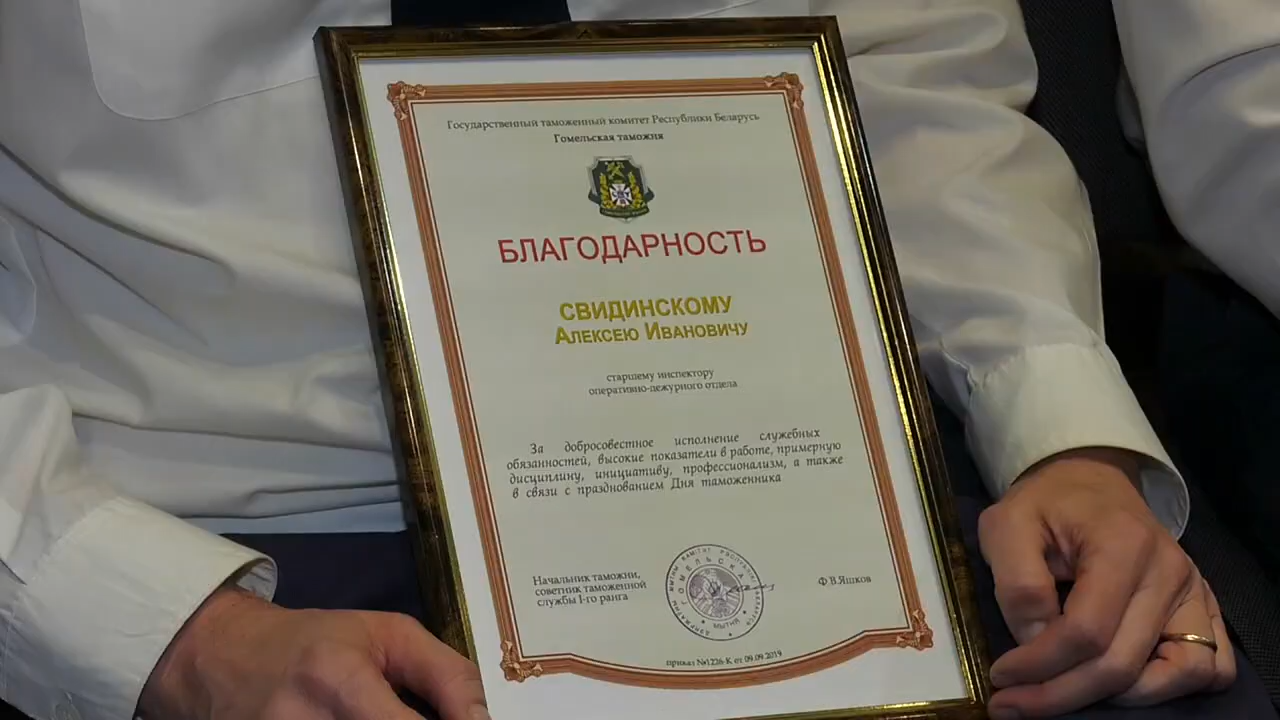 Государственный таможенный комитет Республики Беларусь
Гомельская таможня
БЛАГОДАРНОСТЬ
СВИДИНСКОМУ
АЛЕКСЕЮ ИВАНОВИЧУ
старшему инспектору
оперативно-дежурного отдела
За добросовестное исполнение служебных
обязанностей, высокие показатели в работе, примерную
дисциплину, инициативу, профессионализм, а также
в связи с празднованием Дня таможенника
Начальник таможни,
советник таможенной
службы I-го ранга
Ф.В.Яшков
приказ №1226-К от 09.09.2019